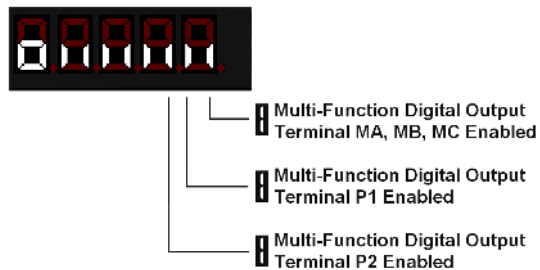 Multi-Function Digital Output
Terminal MA, MB, MC Enabled
Multi-Function Digital Output
Terminal P1 Enabled
Multi-Function Digital Output
Terminal P2 Enabled